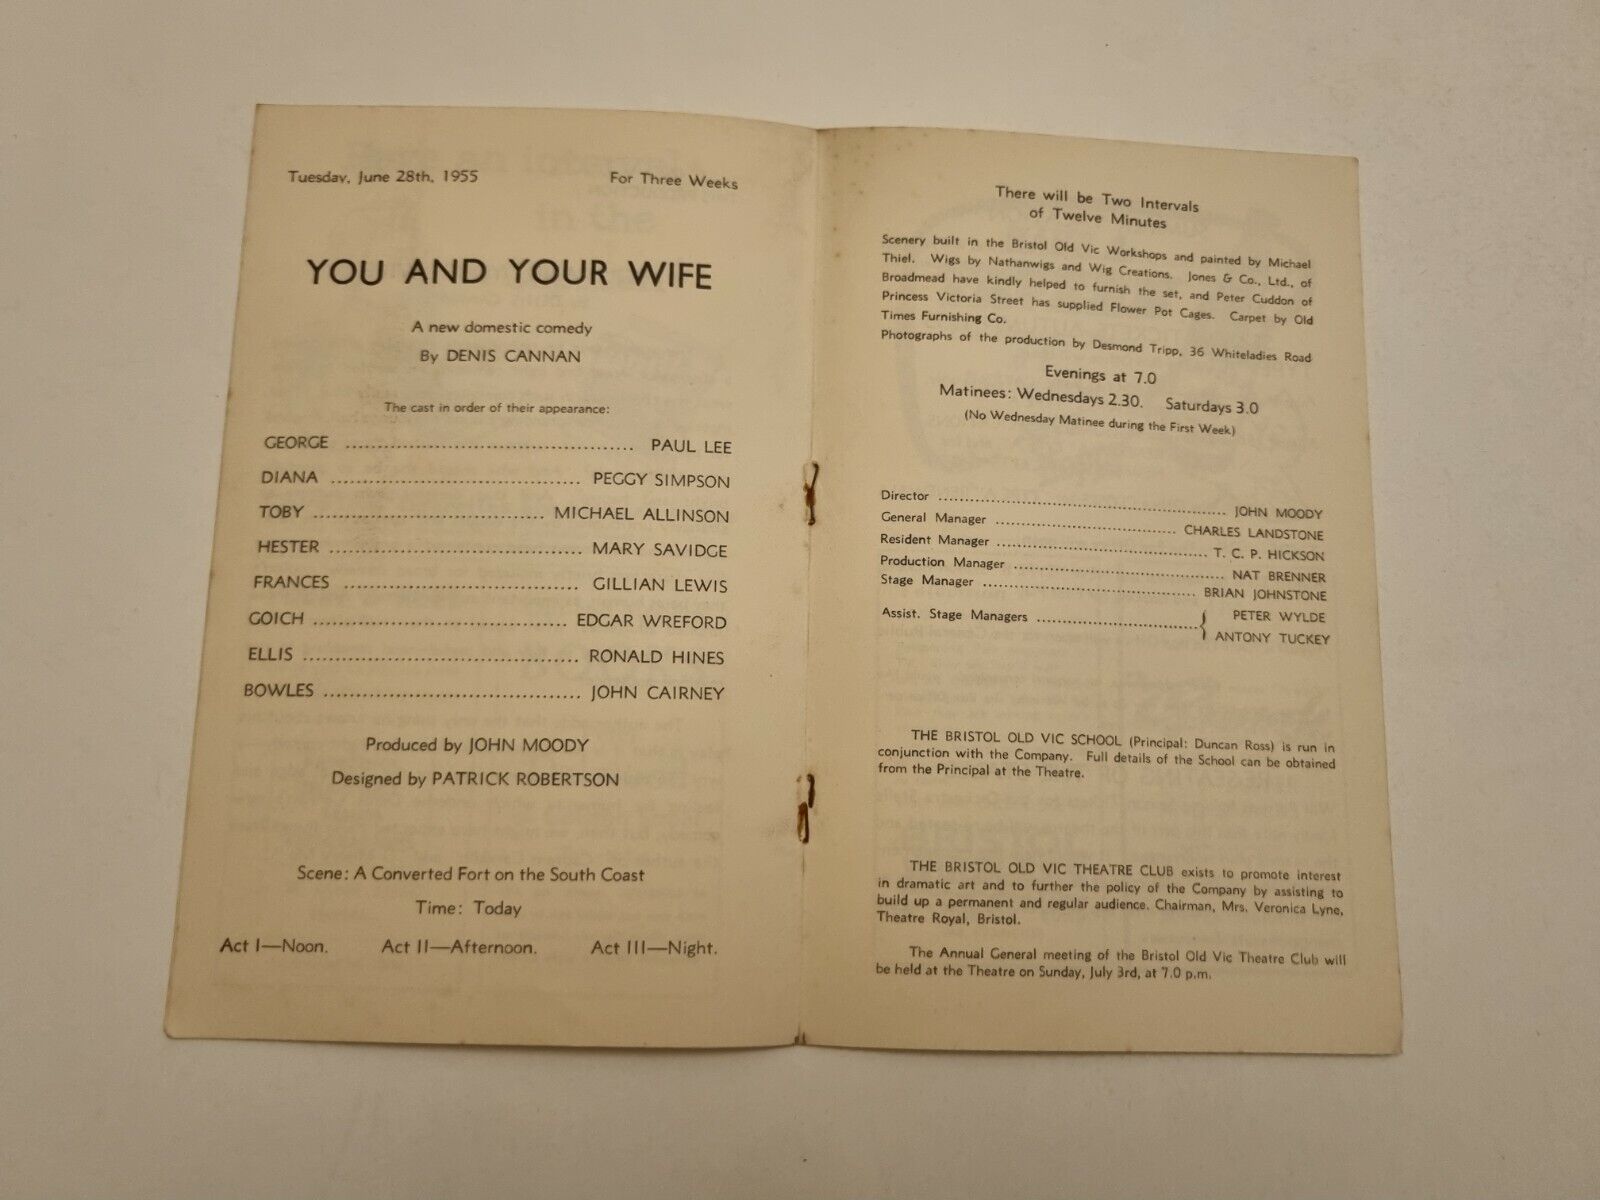 Tuesday, June 28th, 1955 For Three Weeks
YOU AND YOUR WIFE
A new domestic comedy
By DENIS CANNAN
The cast in order of their appearance:
GEORGE ........................................ PAUL LEE
DIANA ................................... PEGGY SIMPSON
TOBY ................................ MICHAEL ALLINSON
HESTER ................................... MARY SAVIDGE
FRANCES ................................. GILLIAN LEWIS
GOICH ................................... EDGAR WREFORD
ELLIS ....................................... RONALD HINES
BOWLES .................................... JOHN CAIRNEY
Produced by JOHN MOODY
Designed by PATRICK ROBERTSON
Scene: A Converted Fort on the South Coast
Time: Today
Act I—Noon. Act II—Afternoon. Act III—Night.
There will be Two Intervals
of Twelve Minutes
Scenery built in the Bristol Old Vic Workshops and painted by Michael
Thiel. Wigs by Nathanwigs and Wig Creations. Jones & Co., Ltd., of
Broadmead have kindly helped to furnish the set, and Peter Cuddon of
Princess Victoria Street has supplied Flower Pot Cages. Carpet by Old
Times Furnishing Co.
Photographs of the production by Desmond Tripp, 36 Whiteladies Road
Evenings at 7.0
Matinees: Wednesdays 2.30. Saturdays 3.0
(No Wednesday Matinee during the First Week)
Director ................................................ JOHN MOODY
General Manager .............................. CHARLES LANDSTONE
Resident Manager ................................... T. C. P. HICKSON
Production Manager ................................... NAT BRENNER
Stage Manager .................................... BRIAN JOHNSTONE
Assist. Stage Managers ........................... { PETER WYLDE
ANTONY TUCKEY
THE BRISTOL OLD VIC SCHOOL (Principal: Duncan Ross) is run in
conjunction with the Company. Full details of the School can be obtained
from the Principal at the Theatre.
THE BRISTOL OLD VIC THEATRE CLUB exists to promote interest
in dramatic art and to further the policy of the Company by assisting to
build up a permanent and regular audience. Chairman, Mrs. Veronica Lyne,
Theatre Royal, Bristol.
The Annual General meeting of the Bristol Old Vic Theatre Club will
be held at the Theatre on Sunday, July 3rd, at 7.0 p.m.